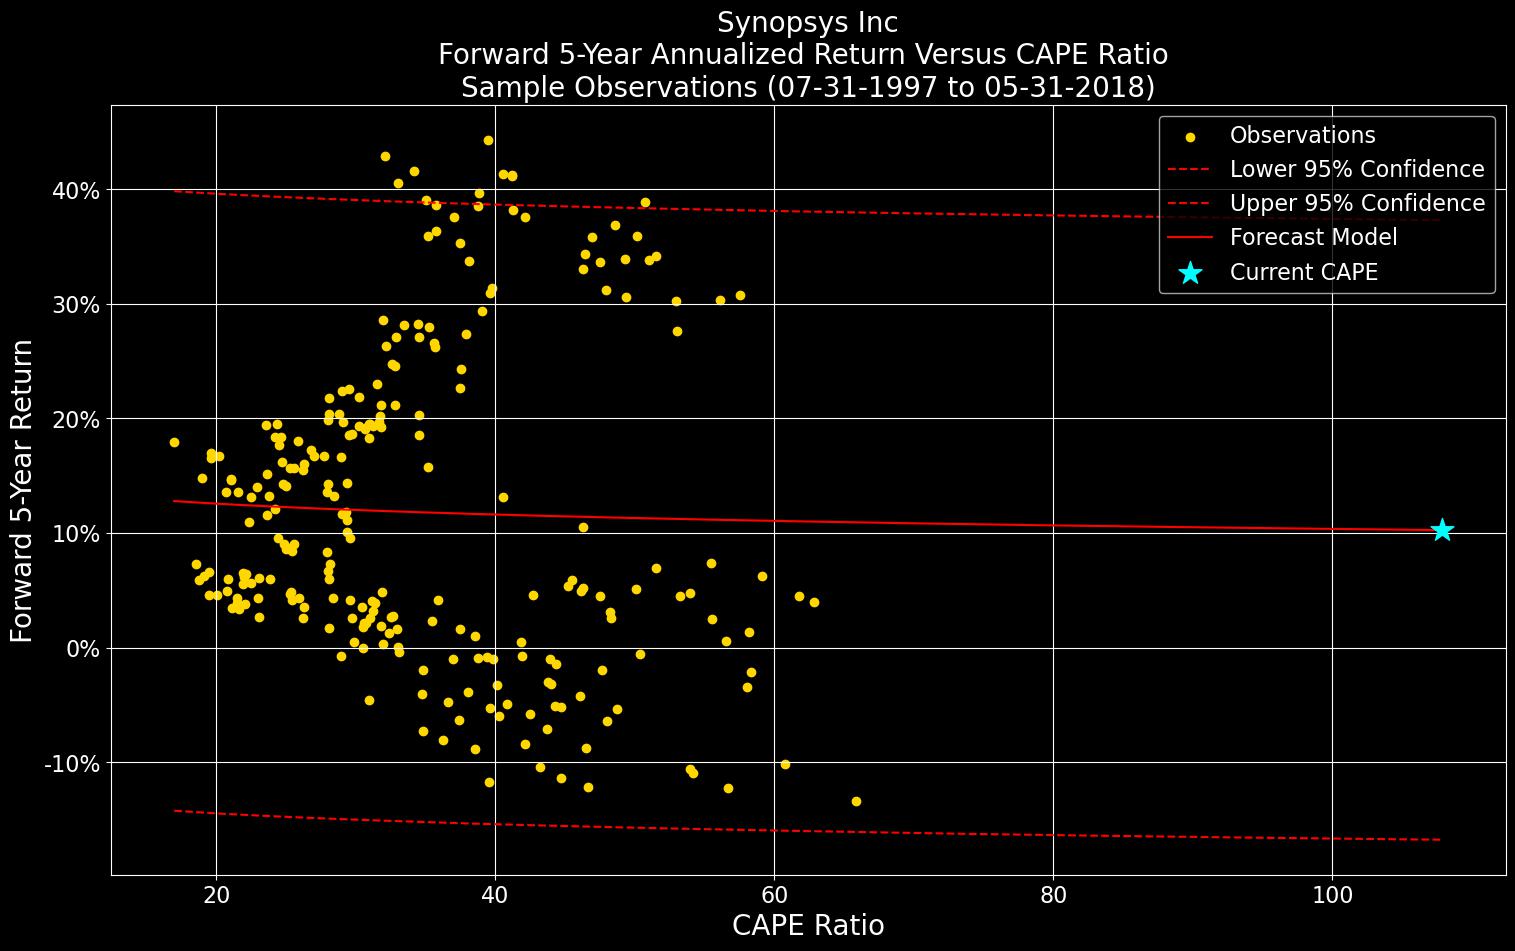 Synopsys Inc
Forward 5-Year Annualized Return Versus CAPE Ratio
Sample Observations (07-31-1997 to 05-31-2018)
Observations
Lower 95% Confidence
Upper 95% Confidence
Forecast Model
Current CAPE
Forward 5-Year Return
40%
30%
20%
10%
0%
-10%
20 40 60 80 100
CAPE Ratio